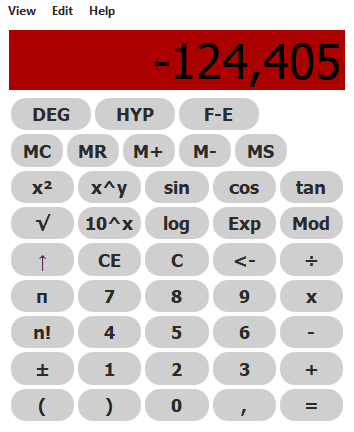 View Edit Help
-124,405
DEG HYP F-E
MC MR M+ M- MS
x² x^y sin cos tan
√ 10^x log Exp Mod
↑ CE C <- ÷
п 7 8 9 x
n! 4 5 6 -
± 1 2 3 +
( ) 0 , =